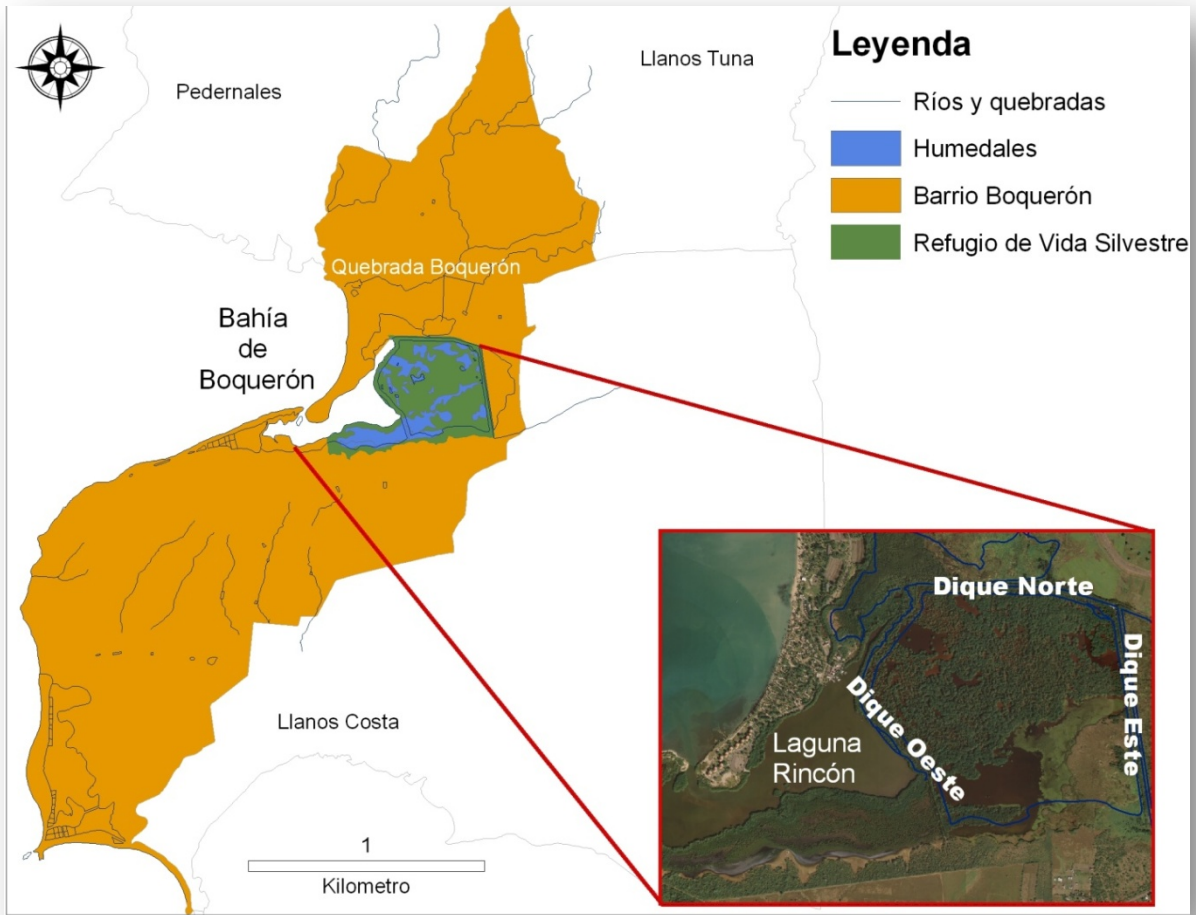 Pedernales
Llanos Tuna
Leyenda
Ríos y quebradas
Humedales
Barrio Boquerón
Refugio de Vida Silvestre
Quebrada Boquerón
Bahía
de
Boquerón
Llanos Costa
1
Kilometro
Dique Norte
Dique Este
Dique Oeste
Laguna
Rincón